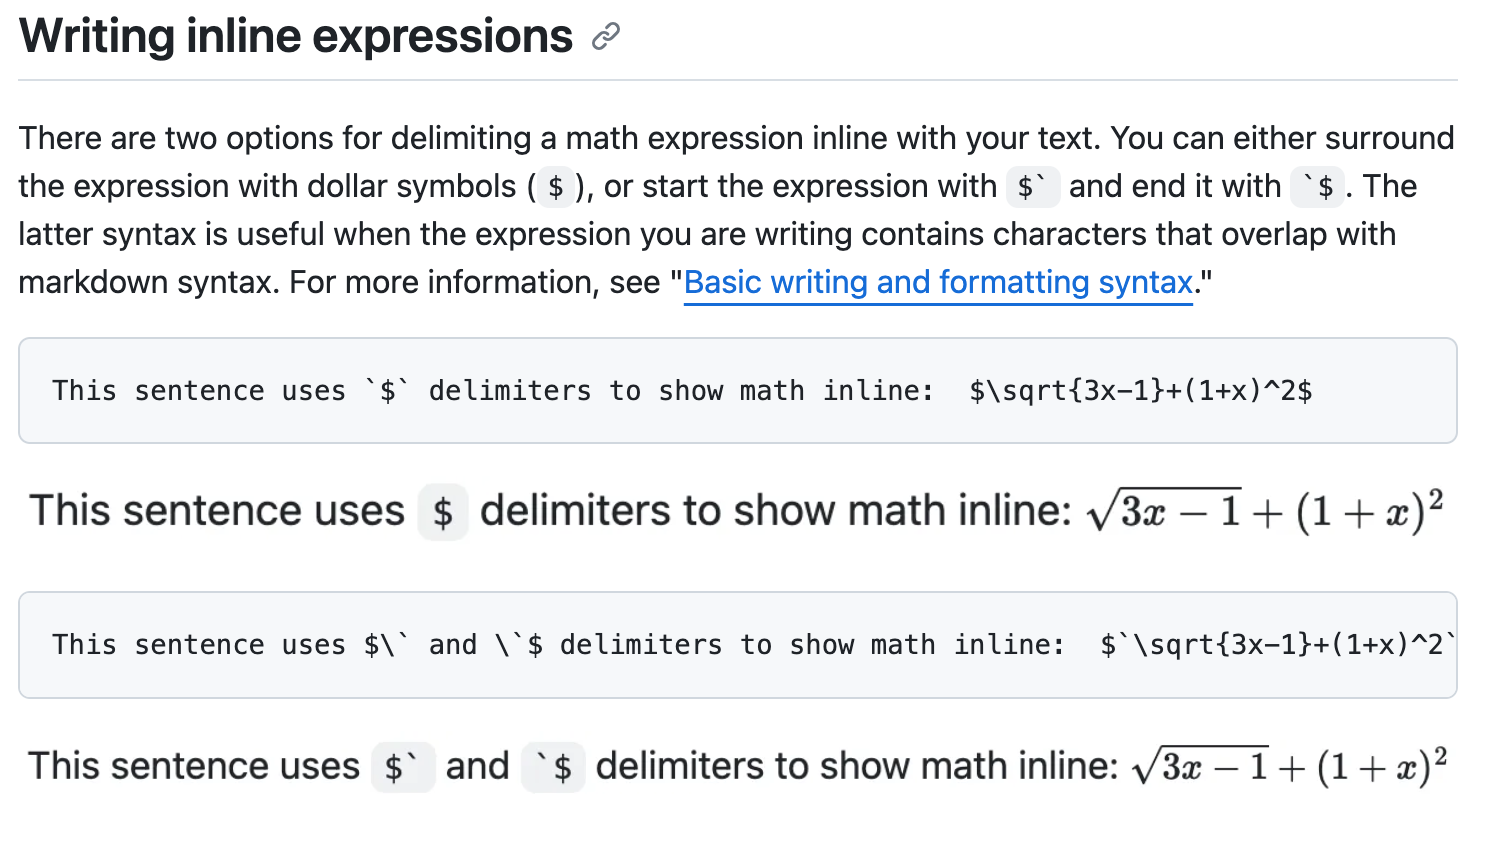 Writing inline expressions
There are two options for delimiting a math expression inline with your text. You can either surround
the expression with dollar symbols ( $ ), or start the expression with $` and end it with `$ . The
latter syntax is useful when the expression you are writing contains characters that overlap with
markdown syntax. For more information, see "Basic writing and formatting syntax."
This sentence uses `$` delimiters to show math inline:  $\sqrt{3x-1}+(1+x)^2$
This sentence uses $ delimiters to show math inline: √3x − 1 + (1 + x)²
This sentence uses $\` and \`$ delimiters to show math inline:  $`\sqrt{3x-1}+(1+x)^2`
This sentence uses $` and `$ delimiters to show math inline: √3x − 1 + (1 + x)²